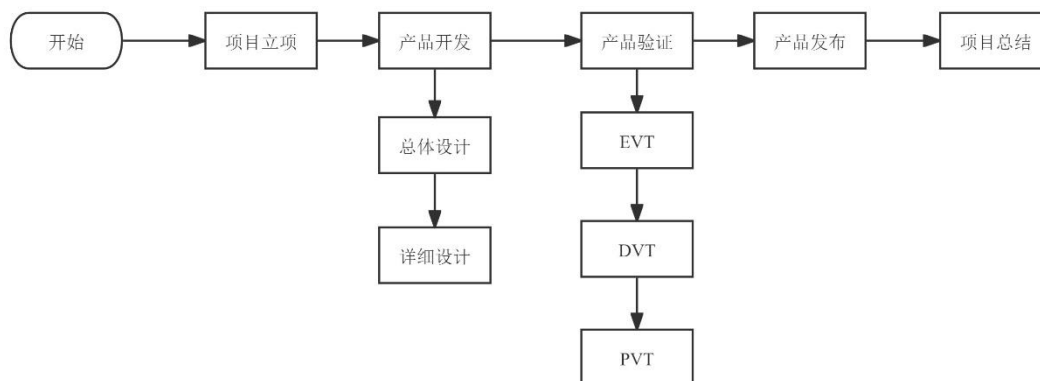 开始
项目立项
产品开发
产品验证
产品发布
项目总结
总体设计
EVT
详细设计
DVT
PVT